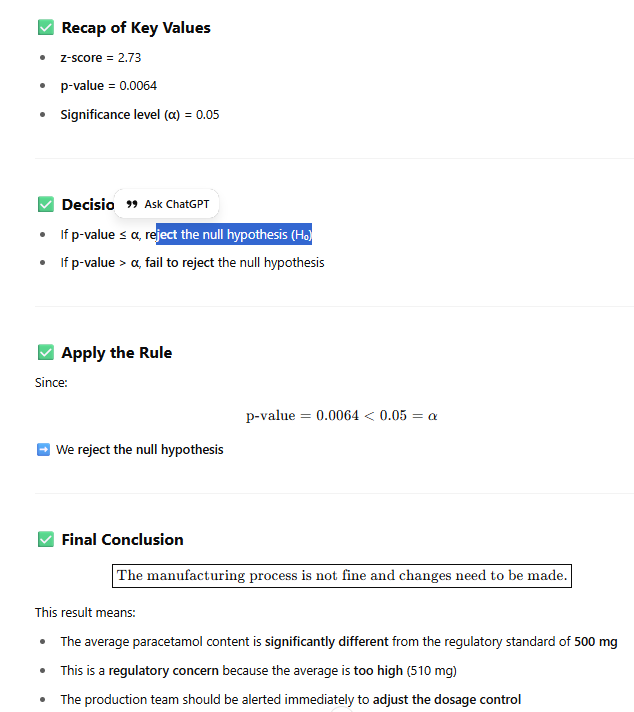 ✅ Recap of Key Values
• z-score = 2.73
• p-value = 0.0064
• Significance level (α) = 0.05
✅ Decisio
❞ Ask ChatGPT
• If p-value ≤ α, reject the null hypothesis (H₀)
• If p-value > α, fail to reject the null hypothesis
✅ Apply the Rule
Since:
p-value = 0.0064 < 0.05 = α
➡️ We reject the null hypothesis
✅ Final Conclusion
The manufacturing process is not fine and changes need to be made.
This result means:
• The average paracetamol content is significantly different from the regulatory standard of 500 mg
• This is a regulatory concern because the average is too high (510 mg)
• The production team should be alerted immediately to adjust the dosage control